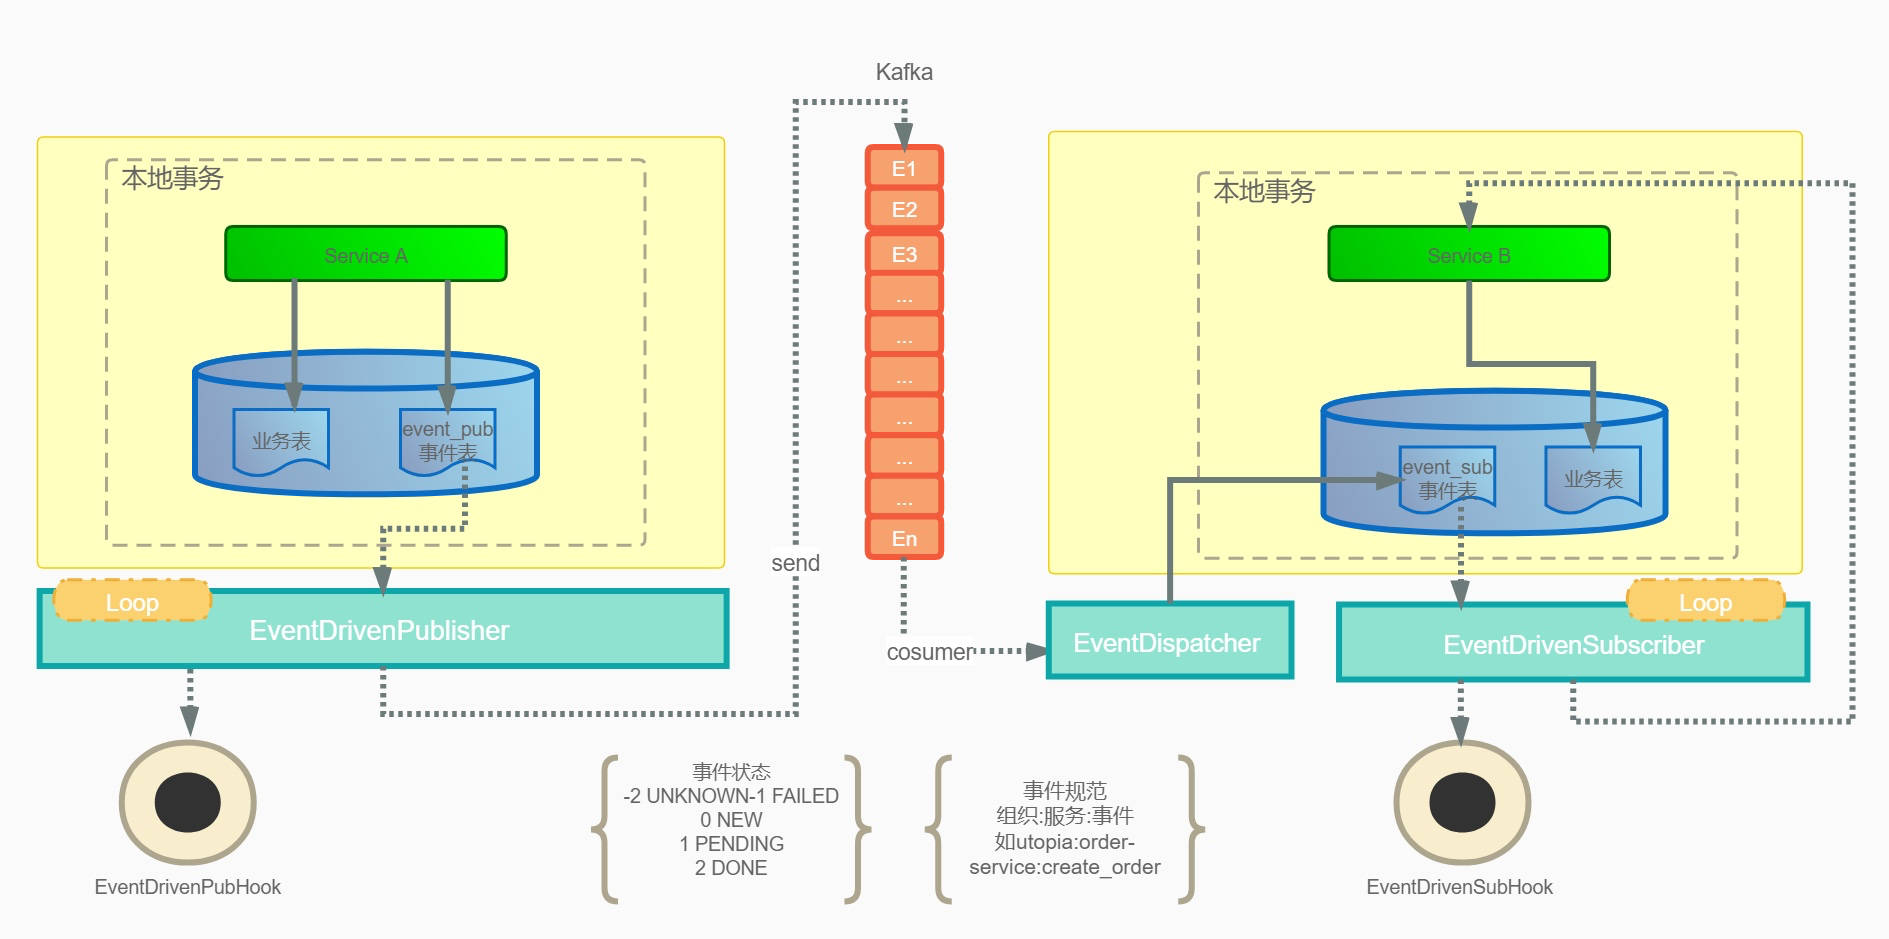 Kafka
本地事务
Service A
业务表
event_pub
事件表
Loop
EventDrivenPublisher
EventDrivenPubHook
send
E1
E2
E3
...
...
...
...
...
...
En
cosumer
本地事务
Service B
event_sub
事件表
业务表
EventDispatcher
Loop
EventDrivenSubscriber
EventDrivenSubHook
事件状态
-2 UNKNOWN-1 FAILED
0 NEW
1 PENDING
2 DONE
事件规范
组织:服务:事件
如utopia:order-
service:create_order